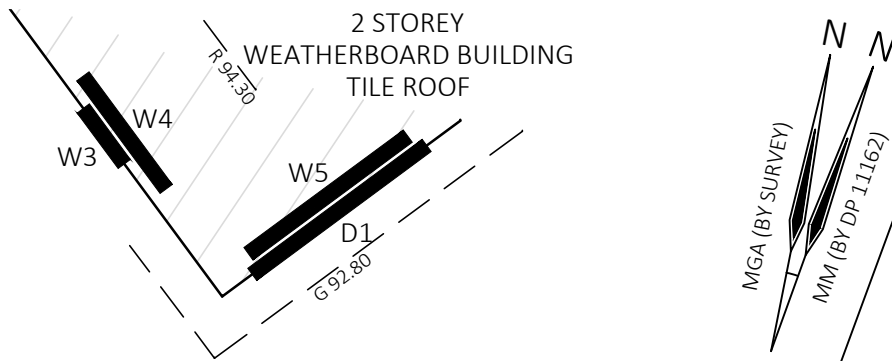 2 STOREY
WEATHERBOARD BUILDING
TILE ROOF
R 94.30
W4
W3
W5
D1
G 92.80
N
N
MGA (BY SURVEY)
MM (BY DP 11162)